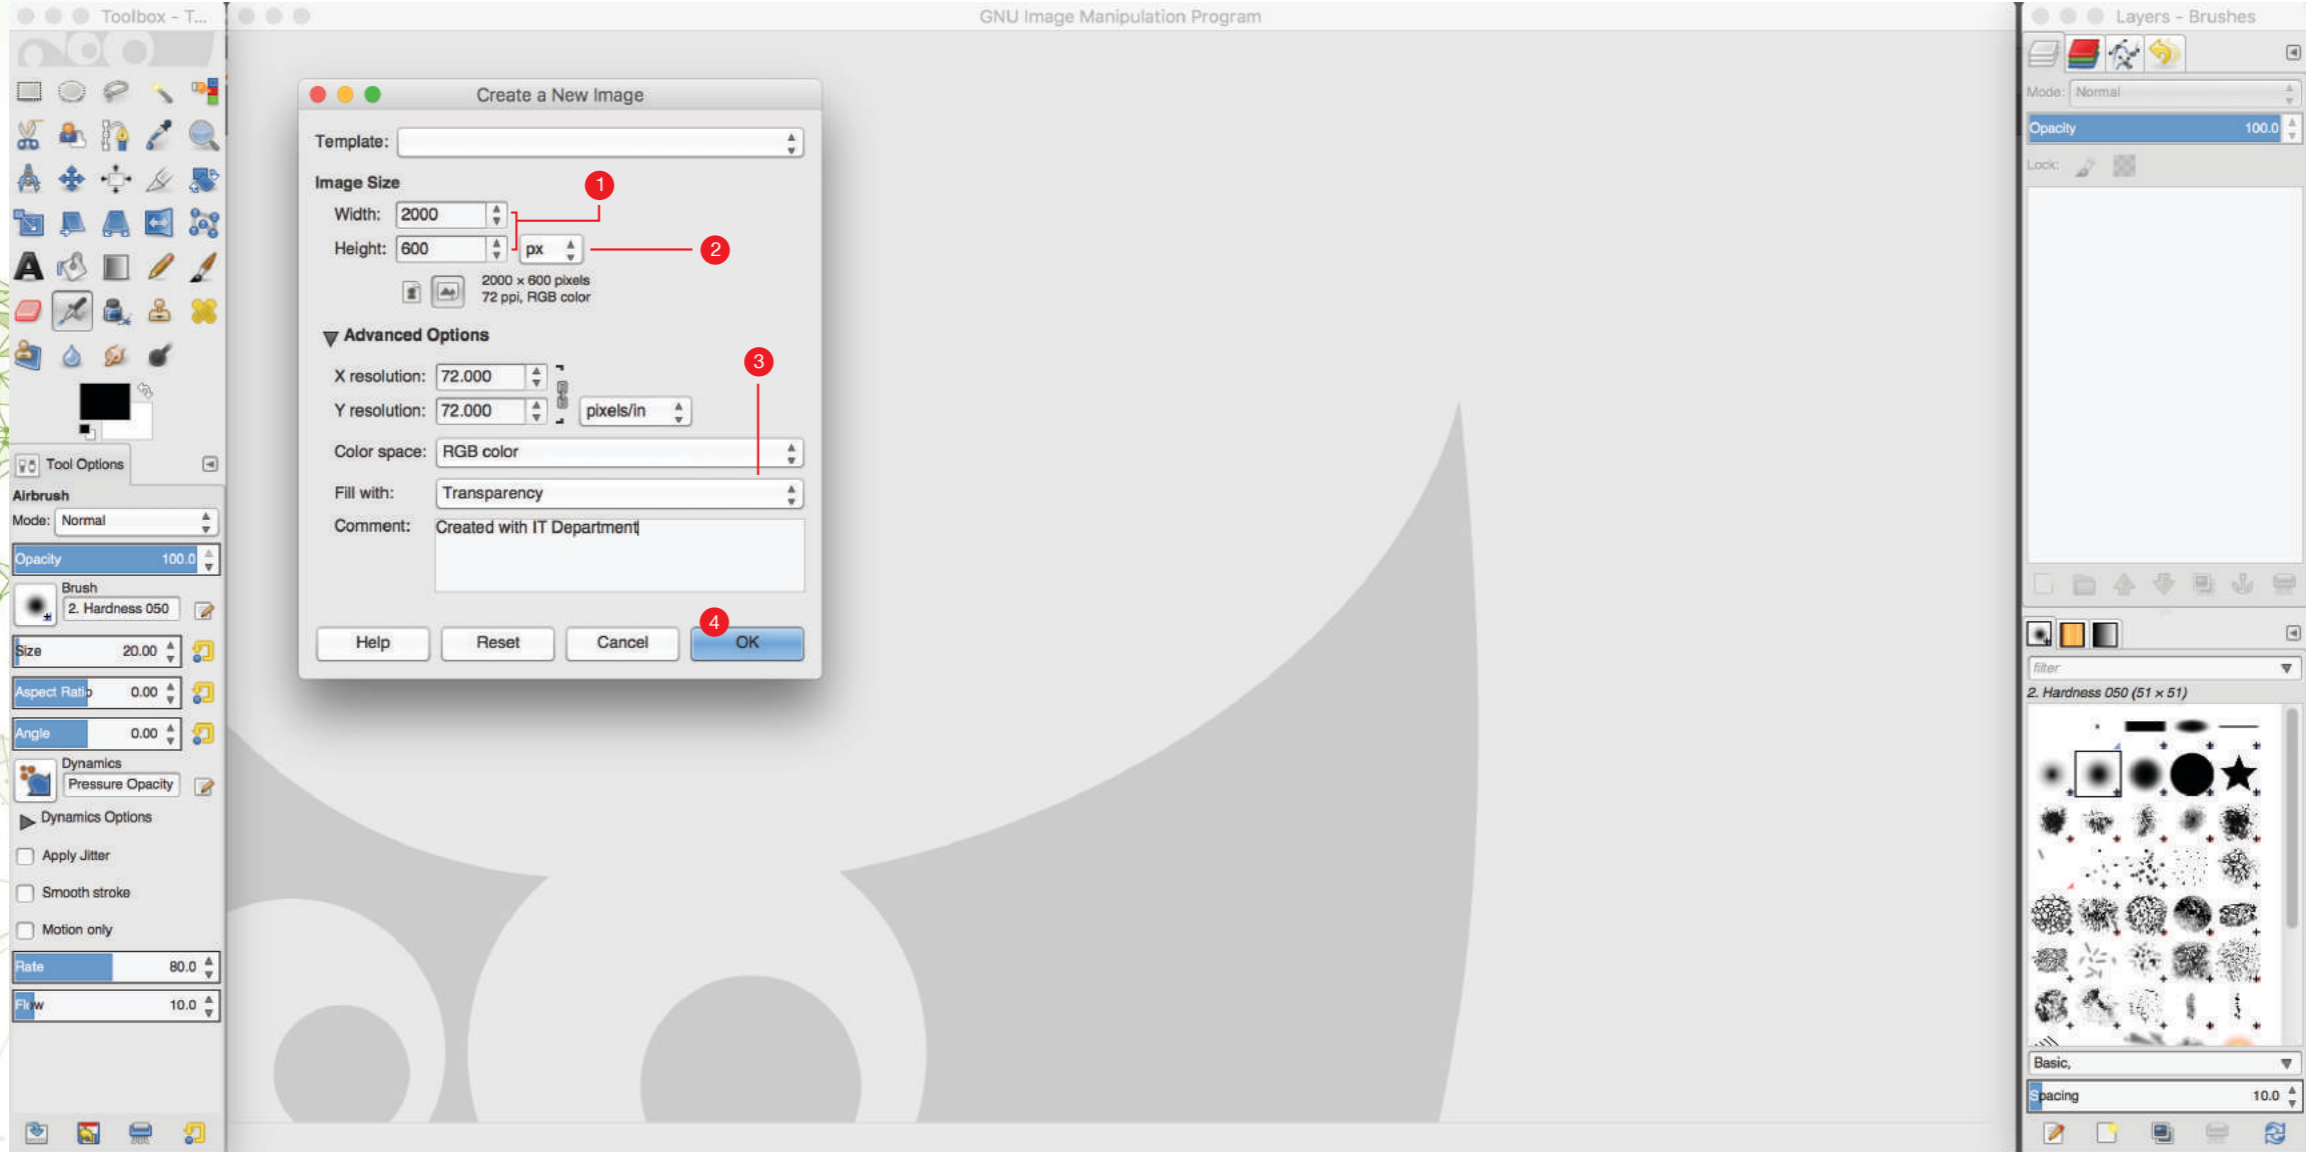 Toolbox - T...
GNU Image Manipulation Program
Layers - Brushes
Create a New Image
Template:
Image Size
1
Width: 2000
Height: 600 px
2
2000 × 600 pixels
72 ppi, RGB color
Advanced Options
3
X resolution: 72.000
Y resolution: 72.000 pixels/in
Color space: RGB color
Fill with: Transparency
Comment: Created with IT Department
4
Help Reset Cancel OK
Tool Options
Airbrush
Mode: Normal
Opacity 100.0
Brush
2. Hardness 050
Size 20.00
Aspect Ratio 0.00
Angle 0.00
Dynamics
Pressure Opacity
Dynamics Options
Apply Jitter
Smooth stroke
Motion only
Rate 80.0
Flow 10.0
Mode: Normal
Opacity 100.0
Lock:
filter
2. Hardness 050 (51 × 51)
Basic,
Spacing 10.0